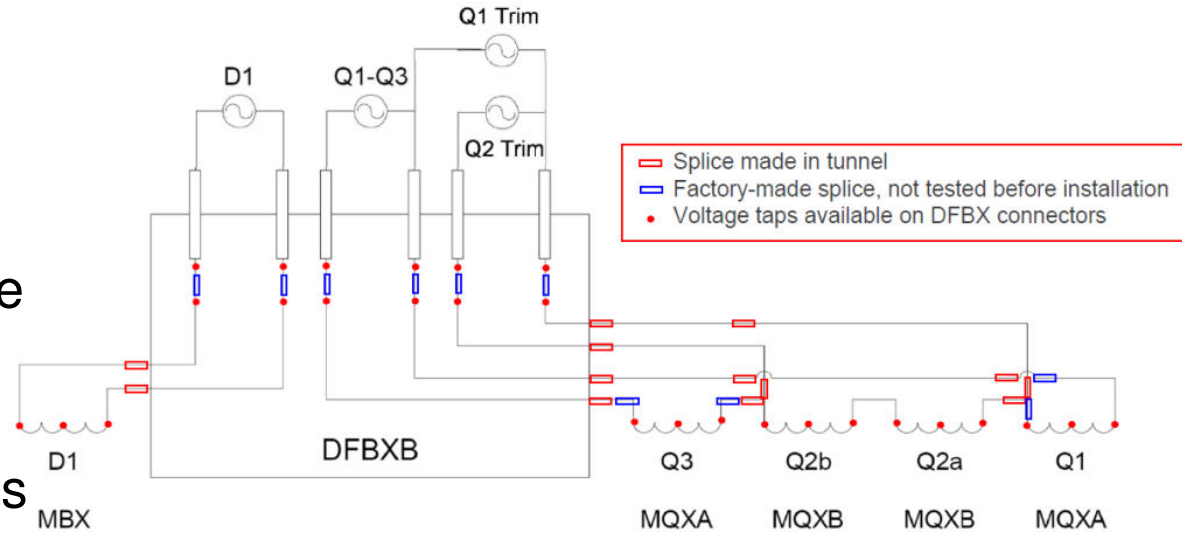 Q1 Trim
D1
Q1-Q3
Q2 Trim
Splice made in tunnel
Factory-made splice, not tested before installation
Voltage taps available on DFBX connectors
e
DFBXB
D1
Q3
Q2b
Q2a
Q1
s
MBX
MQXA
MQXB
MQXB
MQXA